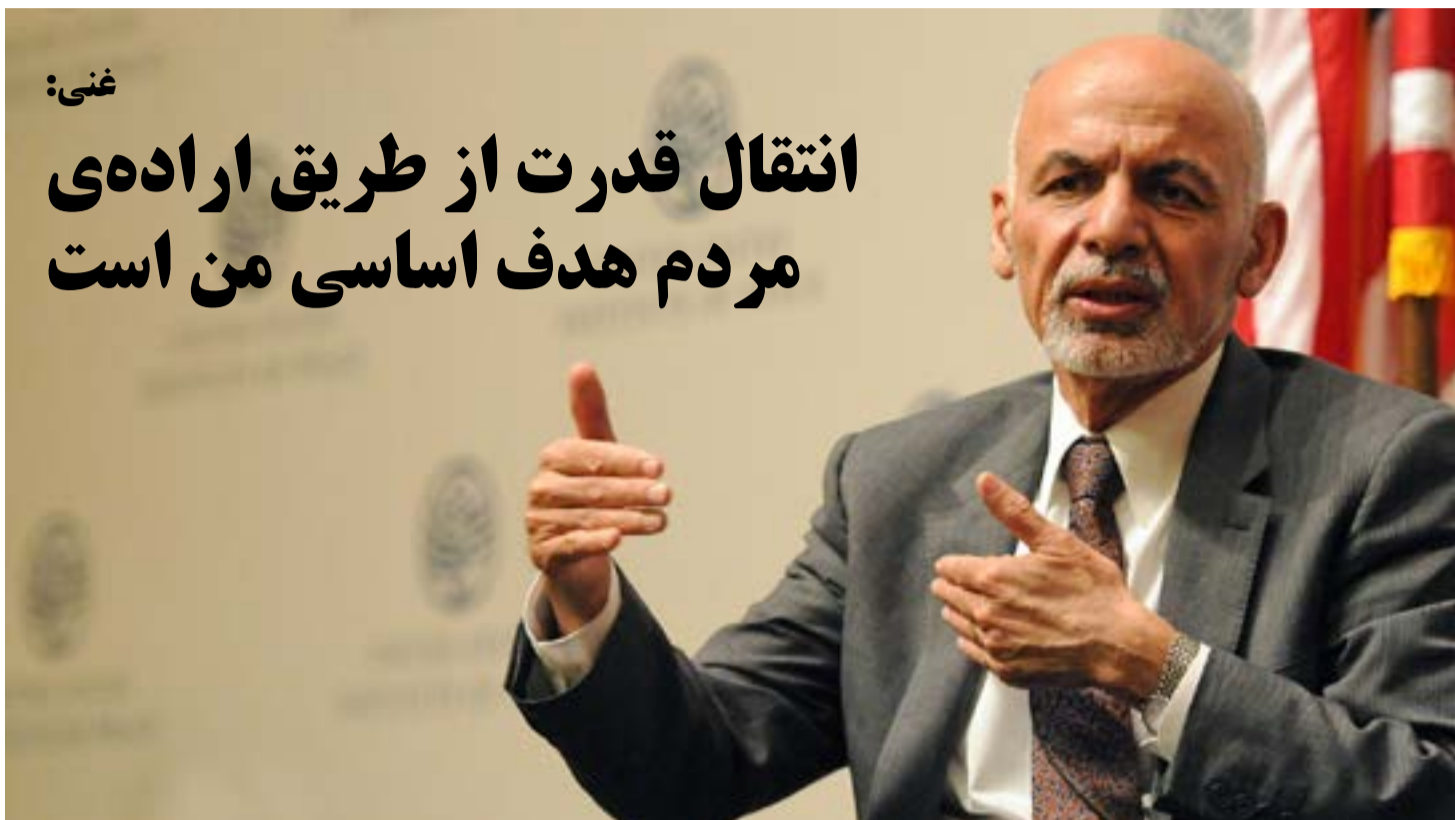 غنی:
انتقال قدرت از طریق اراده‌ی
مردم هدف اساسی من است